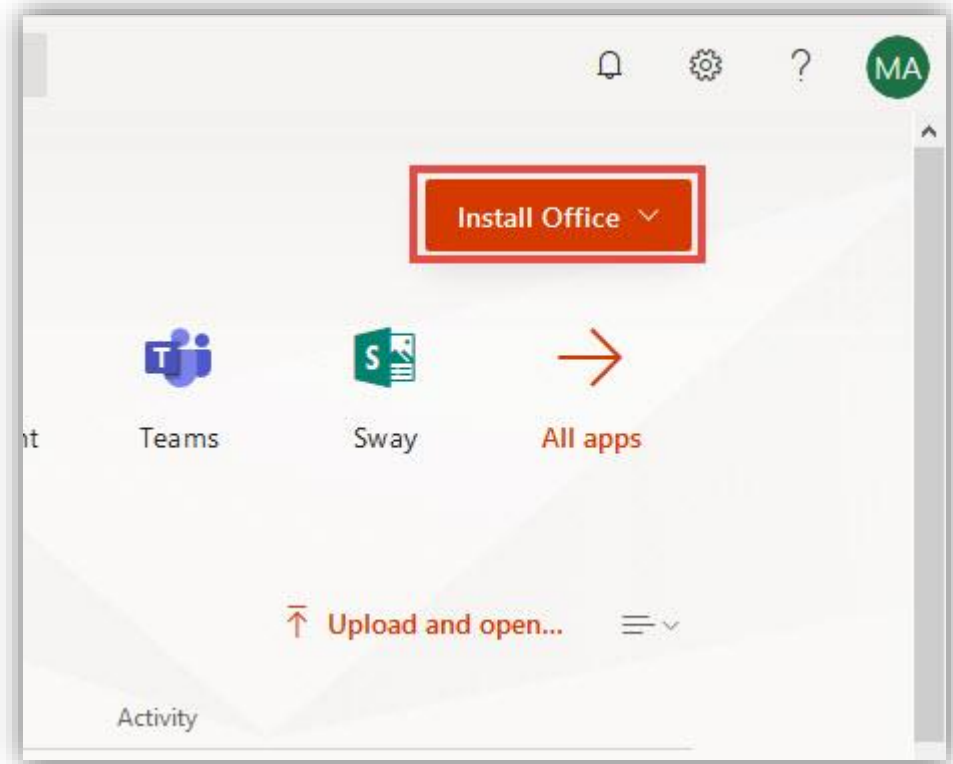 MA
Install Office
Teams
Sway
All apps
Upload and open...
Activity